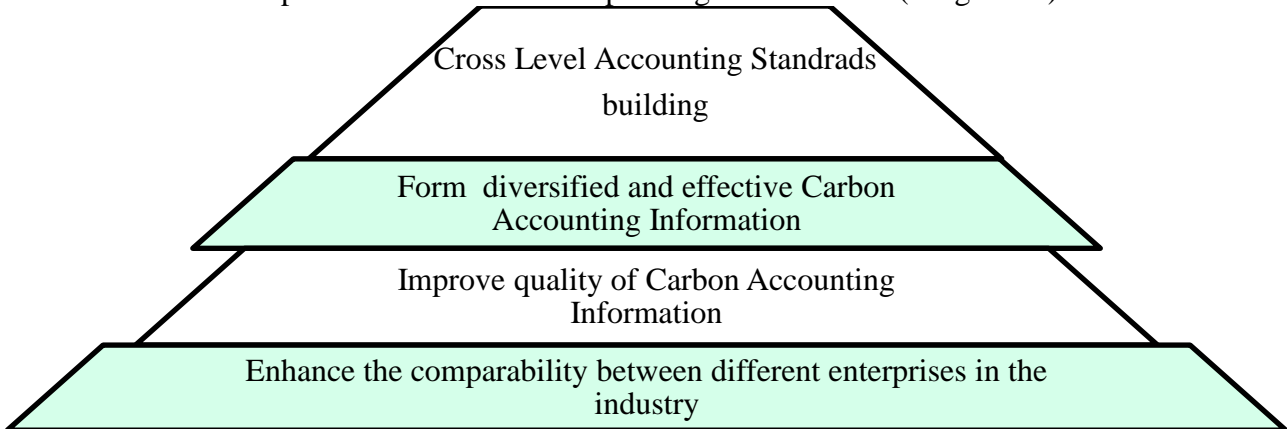 Cross Level Accounting Standrads
building
Form diversified and effective Carbon
Accounting Information
Improve quality of Carbon Accounting
Information
Enhance the comparability between different enterprises in the
industry